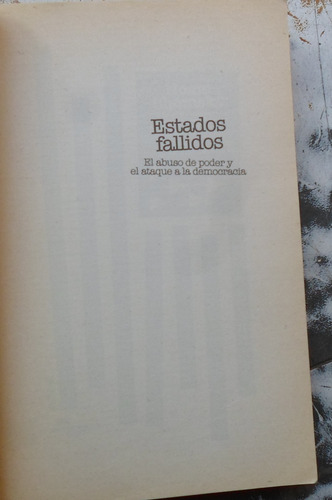 Estados
fallidos
El abuso de poder y
el ataque a la democracia